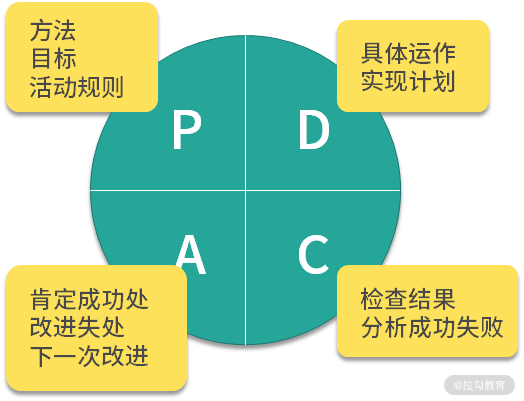 方法
目标
活动规则
具体运作
实现计划
P
D
A
C
肯定成功处
改进失处
下一次改进
检查结果
分析成功失败
@拉勾教育